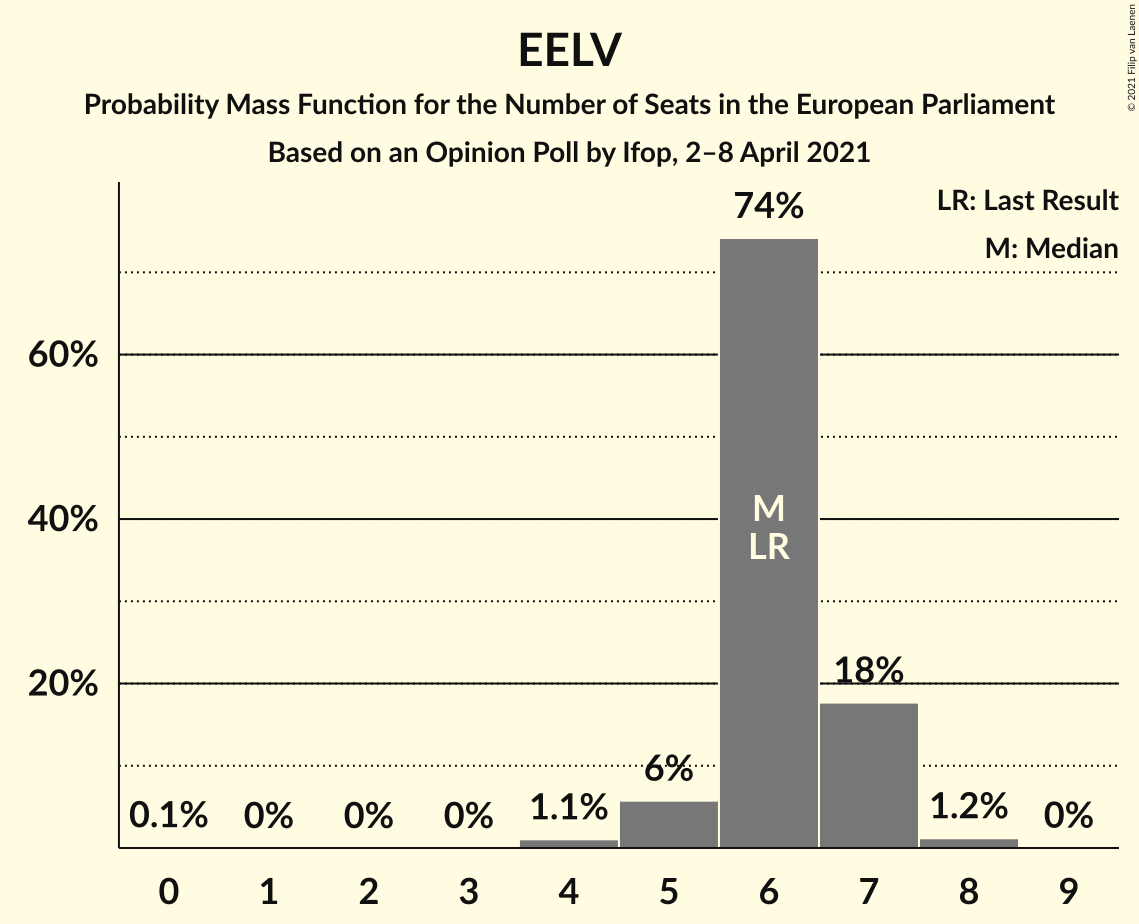 EELV
Probability Mass Function for the Number of Seats in the European Parliament
Based on an Opinion Poll by Ifop, 2–8 April 2021
© 2021 Filip van Laenen
LR: Last Result
M: Median
74%
60%
40%
20%
M
LR
18%
6%
0.1% 0% 0% 0% 1.1% 1.2% 0%
0 1 2 3 4 5 6 7 8 9